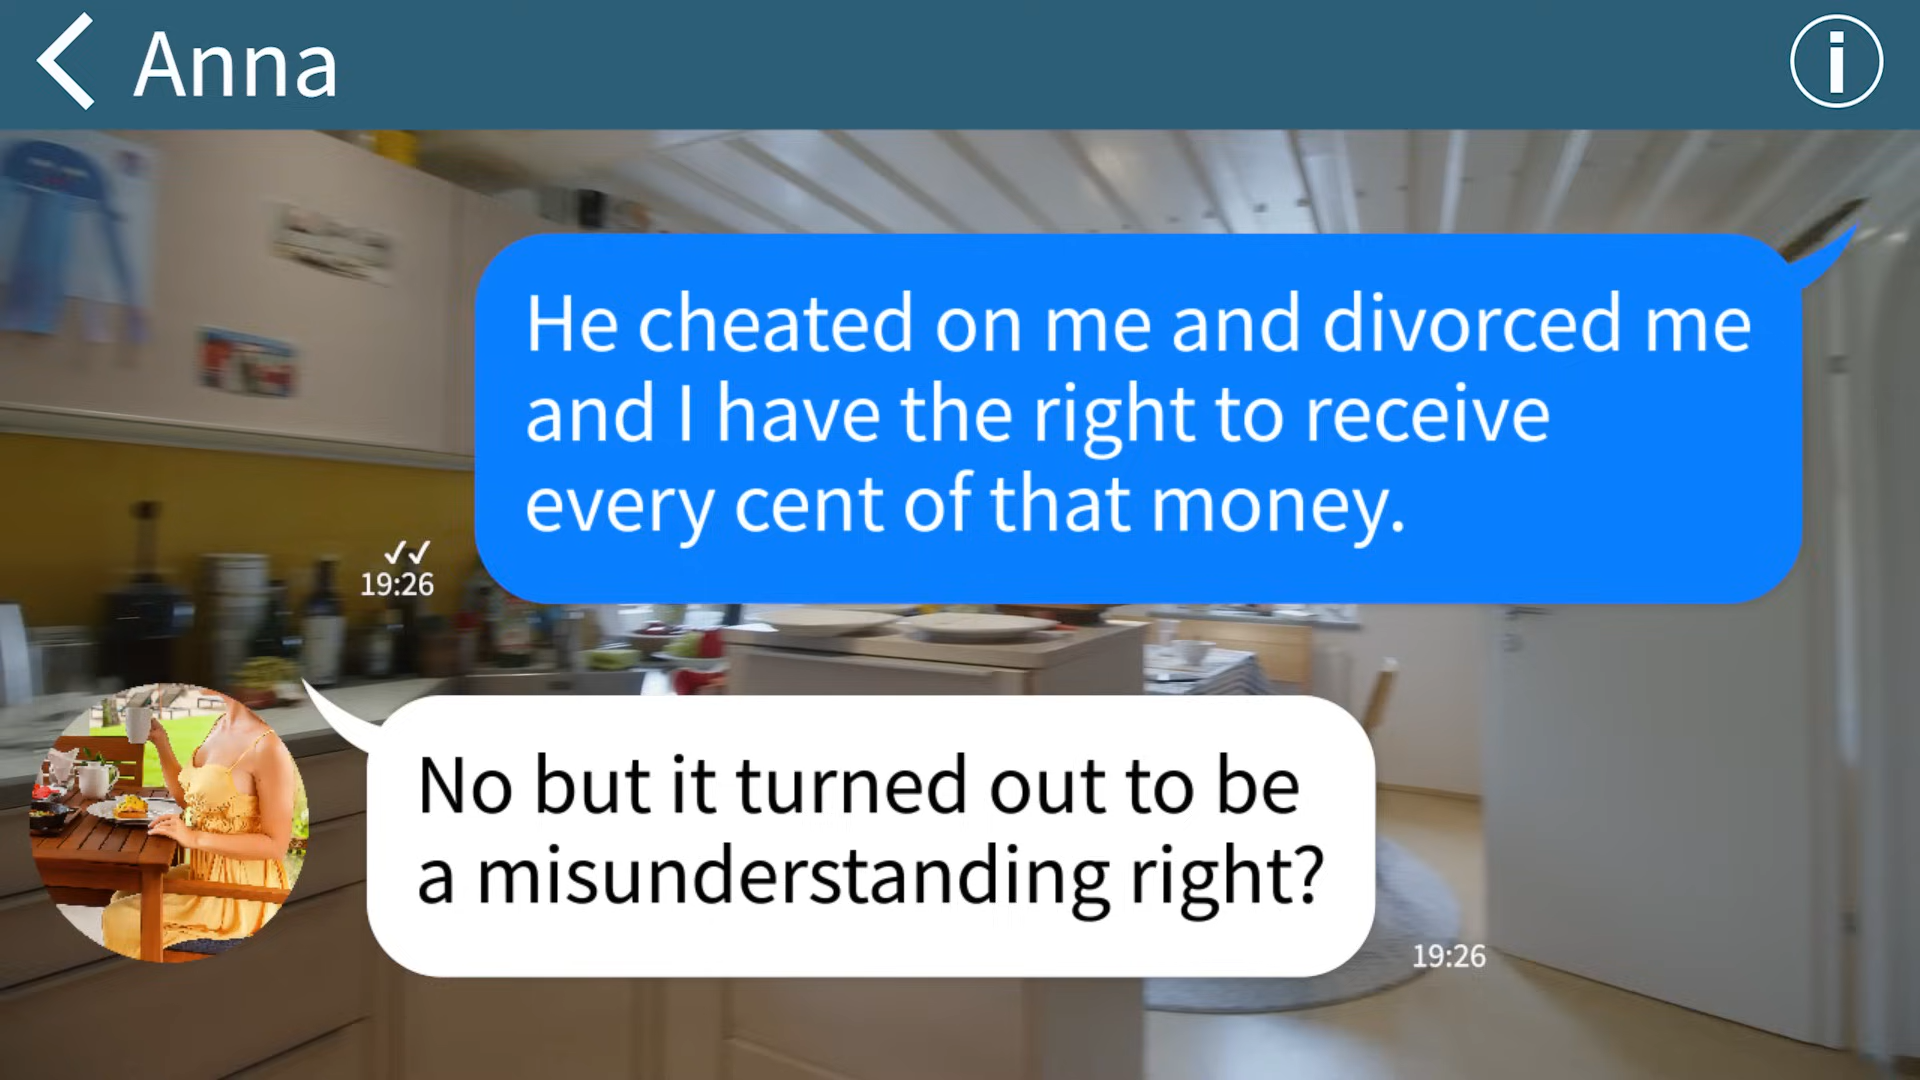 Anna
He cheated on me and divorced me
and I have the right to receive
every cent of that money.
19:26
No but it turned out to be
a misunderstanding right?
19:26